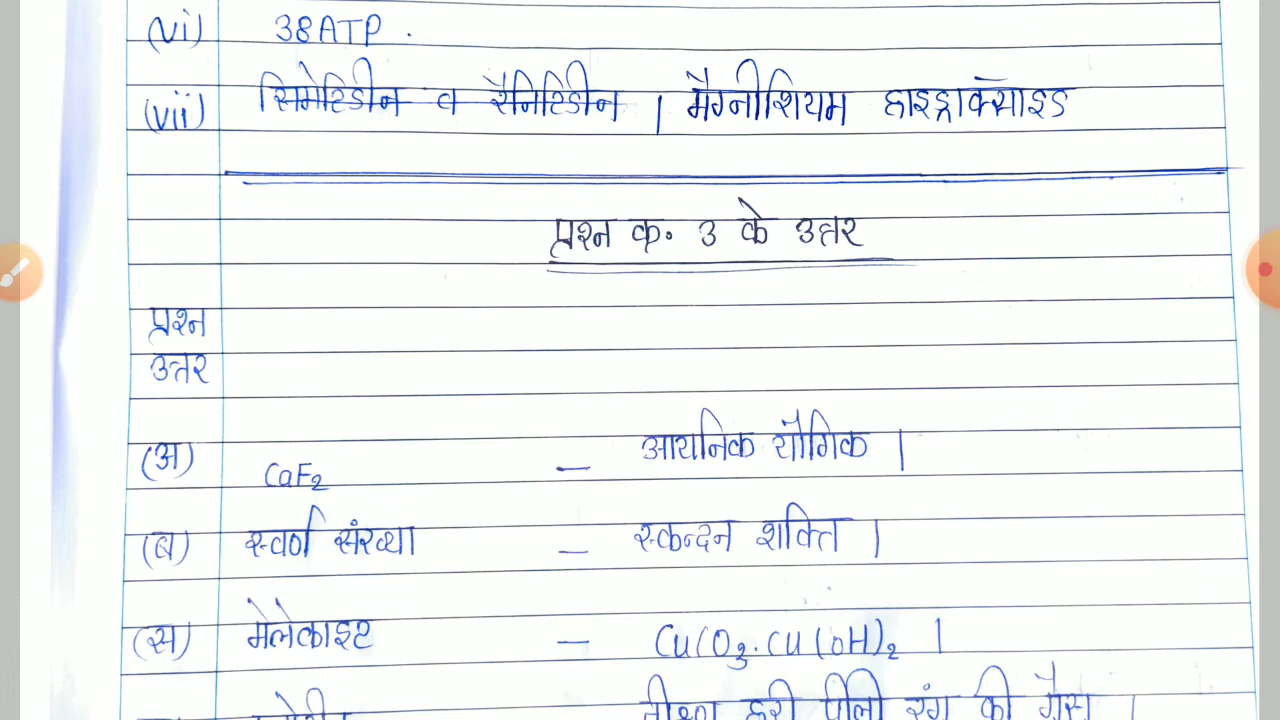 (vi) 38ATP .
(vii) सिमेटिडीन व रैनिटिडीन । मैग्नीशियम हाइड्राक्साइड
प्रश्न क्र॰ 3 के उत्तर
प्रश्न
उत्तर
(अ) CaF₂ – आयनिक यौगिक ।
(ब) स्वर्ण संख्या – स्कन्दन शक्ति ।
(स) मेलेकाइट – CuCO₃.Cu(OH)₂ ।
हरी पीली रंग की गैस ।